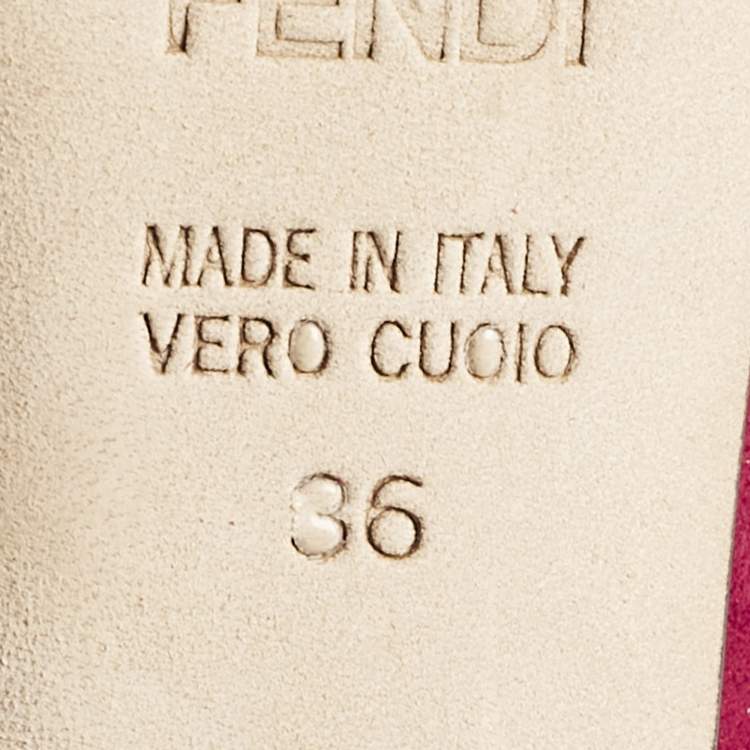 FENDI
MADE IN ITALY
VERO CUOIO
36